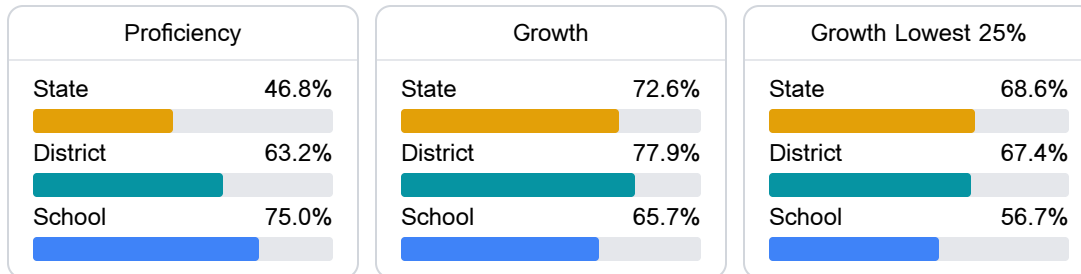 Proficiency
State 46.8%
District 63.2%
School 75.0%
Growth
State 72.6%
District 77.9%
School 65.7%
Growth Lowest 25%
State 68.6%
District 67.4%
School 56.7%